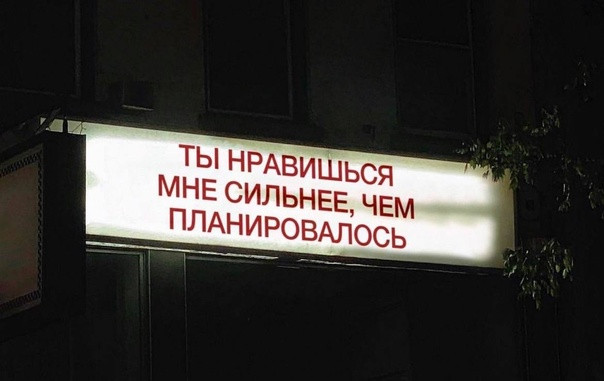 ТЫ НРАВИШЬСЯ
МНЕ СИЛЬНЕЕ, ЧЕМ
ПЛАНИРОВАЛОСЬ